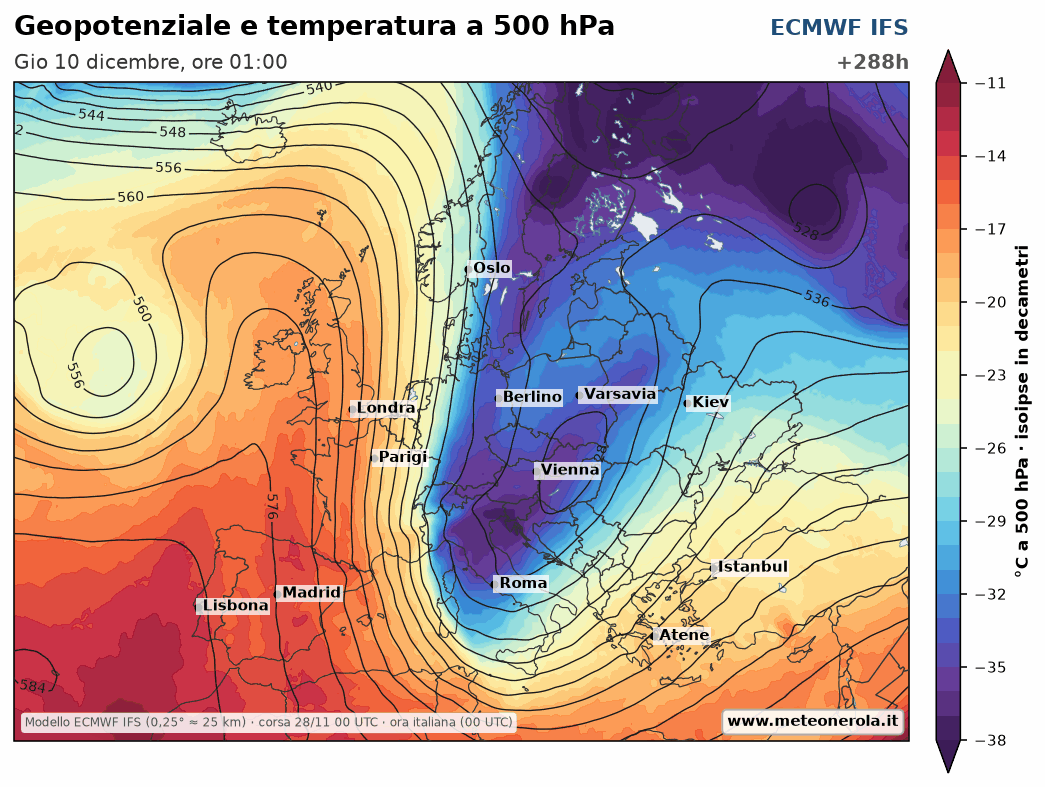 Geopotenziale e temperatura a 500 hPa
ECMWF IFS
Gio 10 dicembre, ore 01:00
+288h
540
544
2
548
556
560
560
556
528
536
28
576
584
Oslo
Londra
Berlino
Varsavia
Kiev
Parigi
Vienna
Roma
Istanbul
Madrid
Lisbona
Atene
Modello ECMWF IFS (0,25° ≈ 25 km) · corsa 28/11 00 UTC · ora italiana (00 UTC)
www.meteonerola.it
−11
−14
−17
−20
−23
−26
−29
−32
−35
−38
°C a 500 hPa · isoipse in decametri